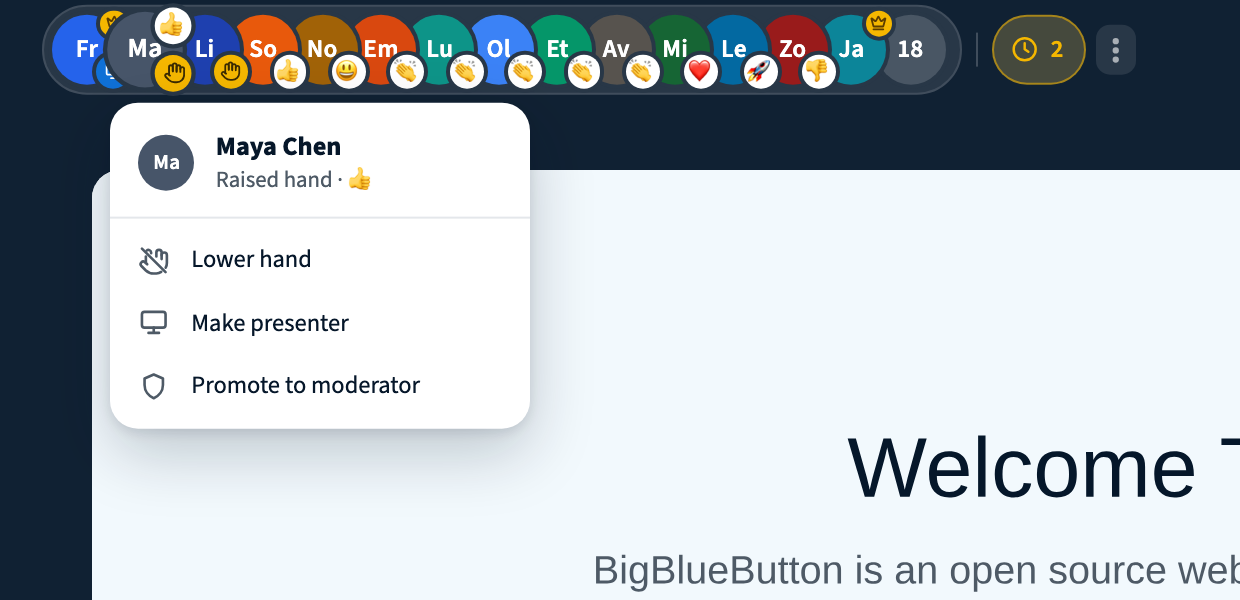 Fr Ma Li So No Em Lu Ol Et Av Mi Le Zo Ja 18 2
Ma Maya Chen
Raised hand · 👍
Lower hand
Make presenter
Promote to moderator
Welcome
BigBlueButton is an open source